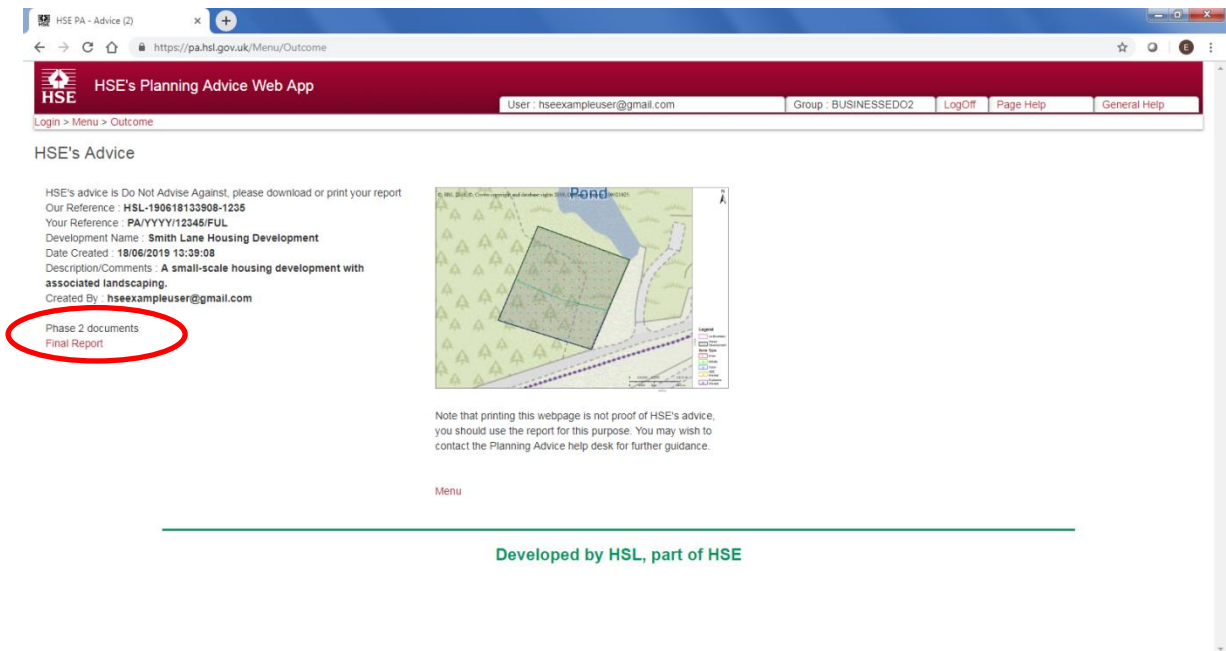 HSE PA - Advice (2)
https://pa.hsl.gov.uk/Menu/Outcome
E
HSE
HSE's Planning Advice Web App
User : hseexampleuser@gmail.com
Group : BUSINESSEDO2
LogOff
Page Help
General Help
Login > Menu > Outcome
HSE's Advice
HSE's advice is Do Not Advise Against, please download or print your report
Our Reference : HSL-190618133908-1235
Your Reference : PA/YYYY/12345/FUL
Development Name : Smith Lane Housing Development
Date Created : 18/06/2019 13:39:08
Description/Comments : A small-scale housing development with
associated landscaping.
Created By : hseexampleuser@gmail.com
Phase 2 documents
Final Report
Pond
N
Legend
Note that printing this webpage is not proof of HSE's advice,
you should use the report for this purpose. You may wish to
contact the Planning Advice help desk for further guidance.
Menu
Developed by HSL, part of HSE